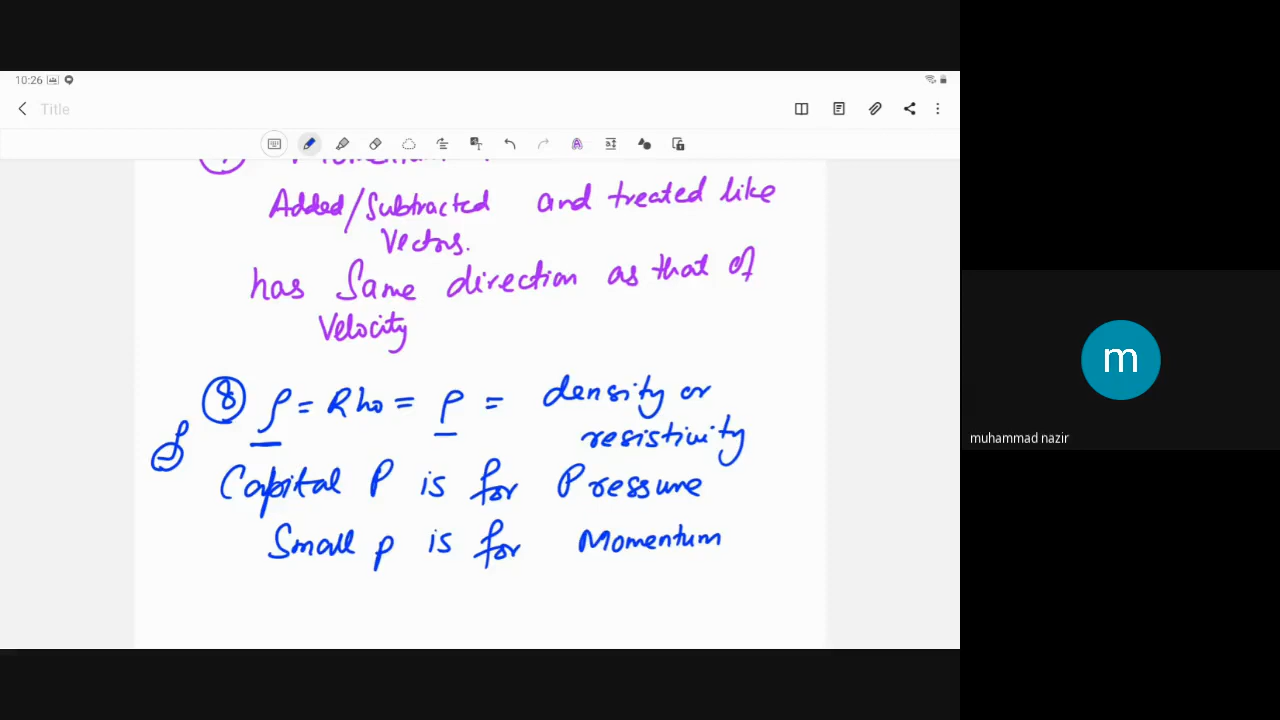 10:26
Title
Momentum
Added/Subtracted and treated like
Vectors.
has Same direction as that of
Velocity
8 ρ = Rho = ρ = density or
resistivity
Capital P is for Pressure
Small p is for Momentum
m
muhammad nazir